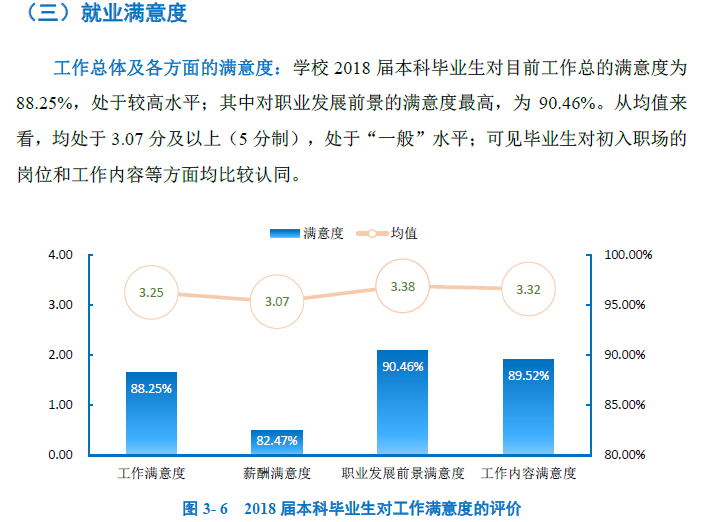 （三）就业满意度
工作总体及各方面的满意度：学校 2018 届本科毕业生对目前工作总的满意度为
88.25%，处于较高水平；其中对职业发展前景的满意度最高，为 90.46%。从均值来
看，均处于 3.07 分及以上（5 分制），处于“一般”水平；可见毕业生对初入职场的
岗位和工作内容等方面均比较认同。
满意度 均值
4.00 100.00%
3.25 3.07 3.38 3.32
3.00 95.00%
2.00 90.00%
88.25% 82.47% 90.46% 89.52%
1.00 85.00%
0.00 80.00%
工作满意度 薪酬满意度 职业发展前景满意度 工作内容满意度
图 3- 6 2018 届本科毕业生对工作满意度的评价